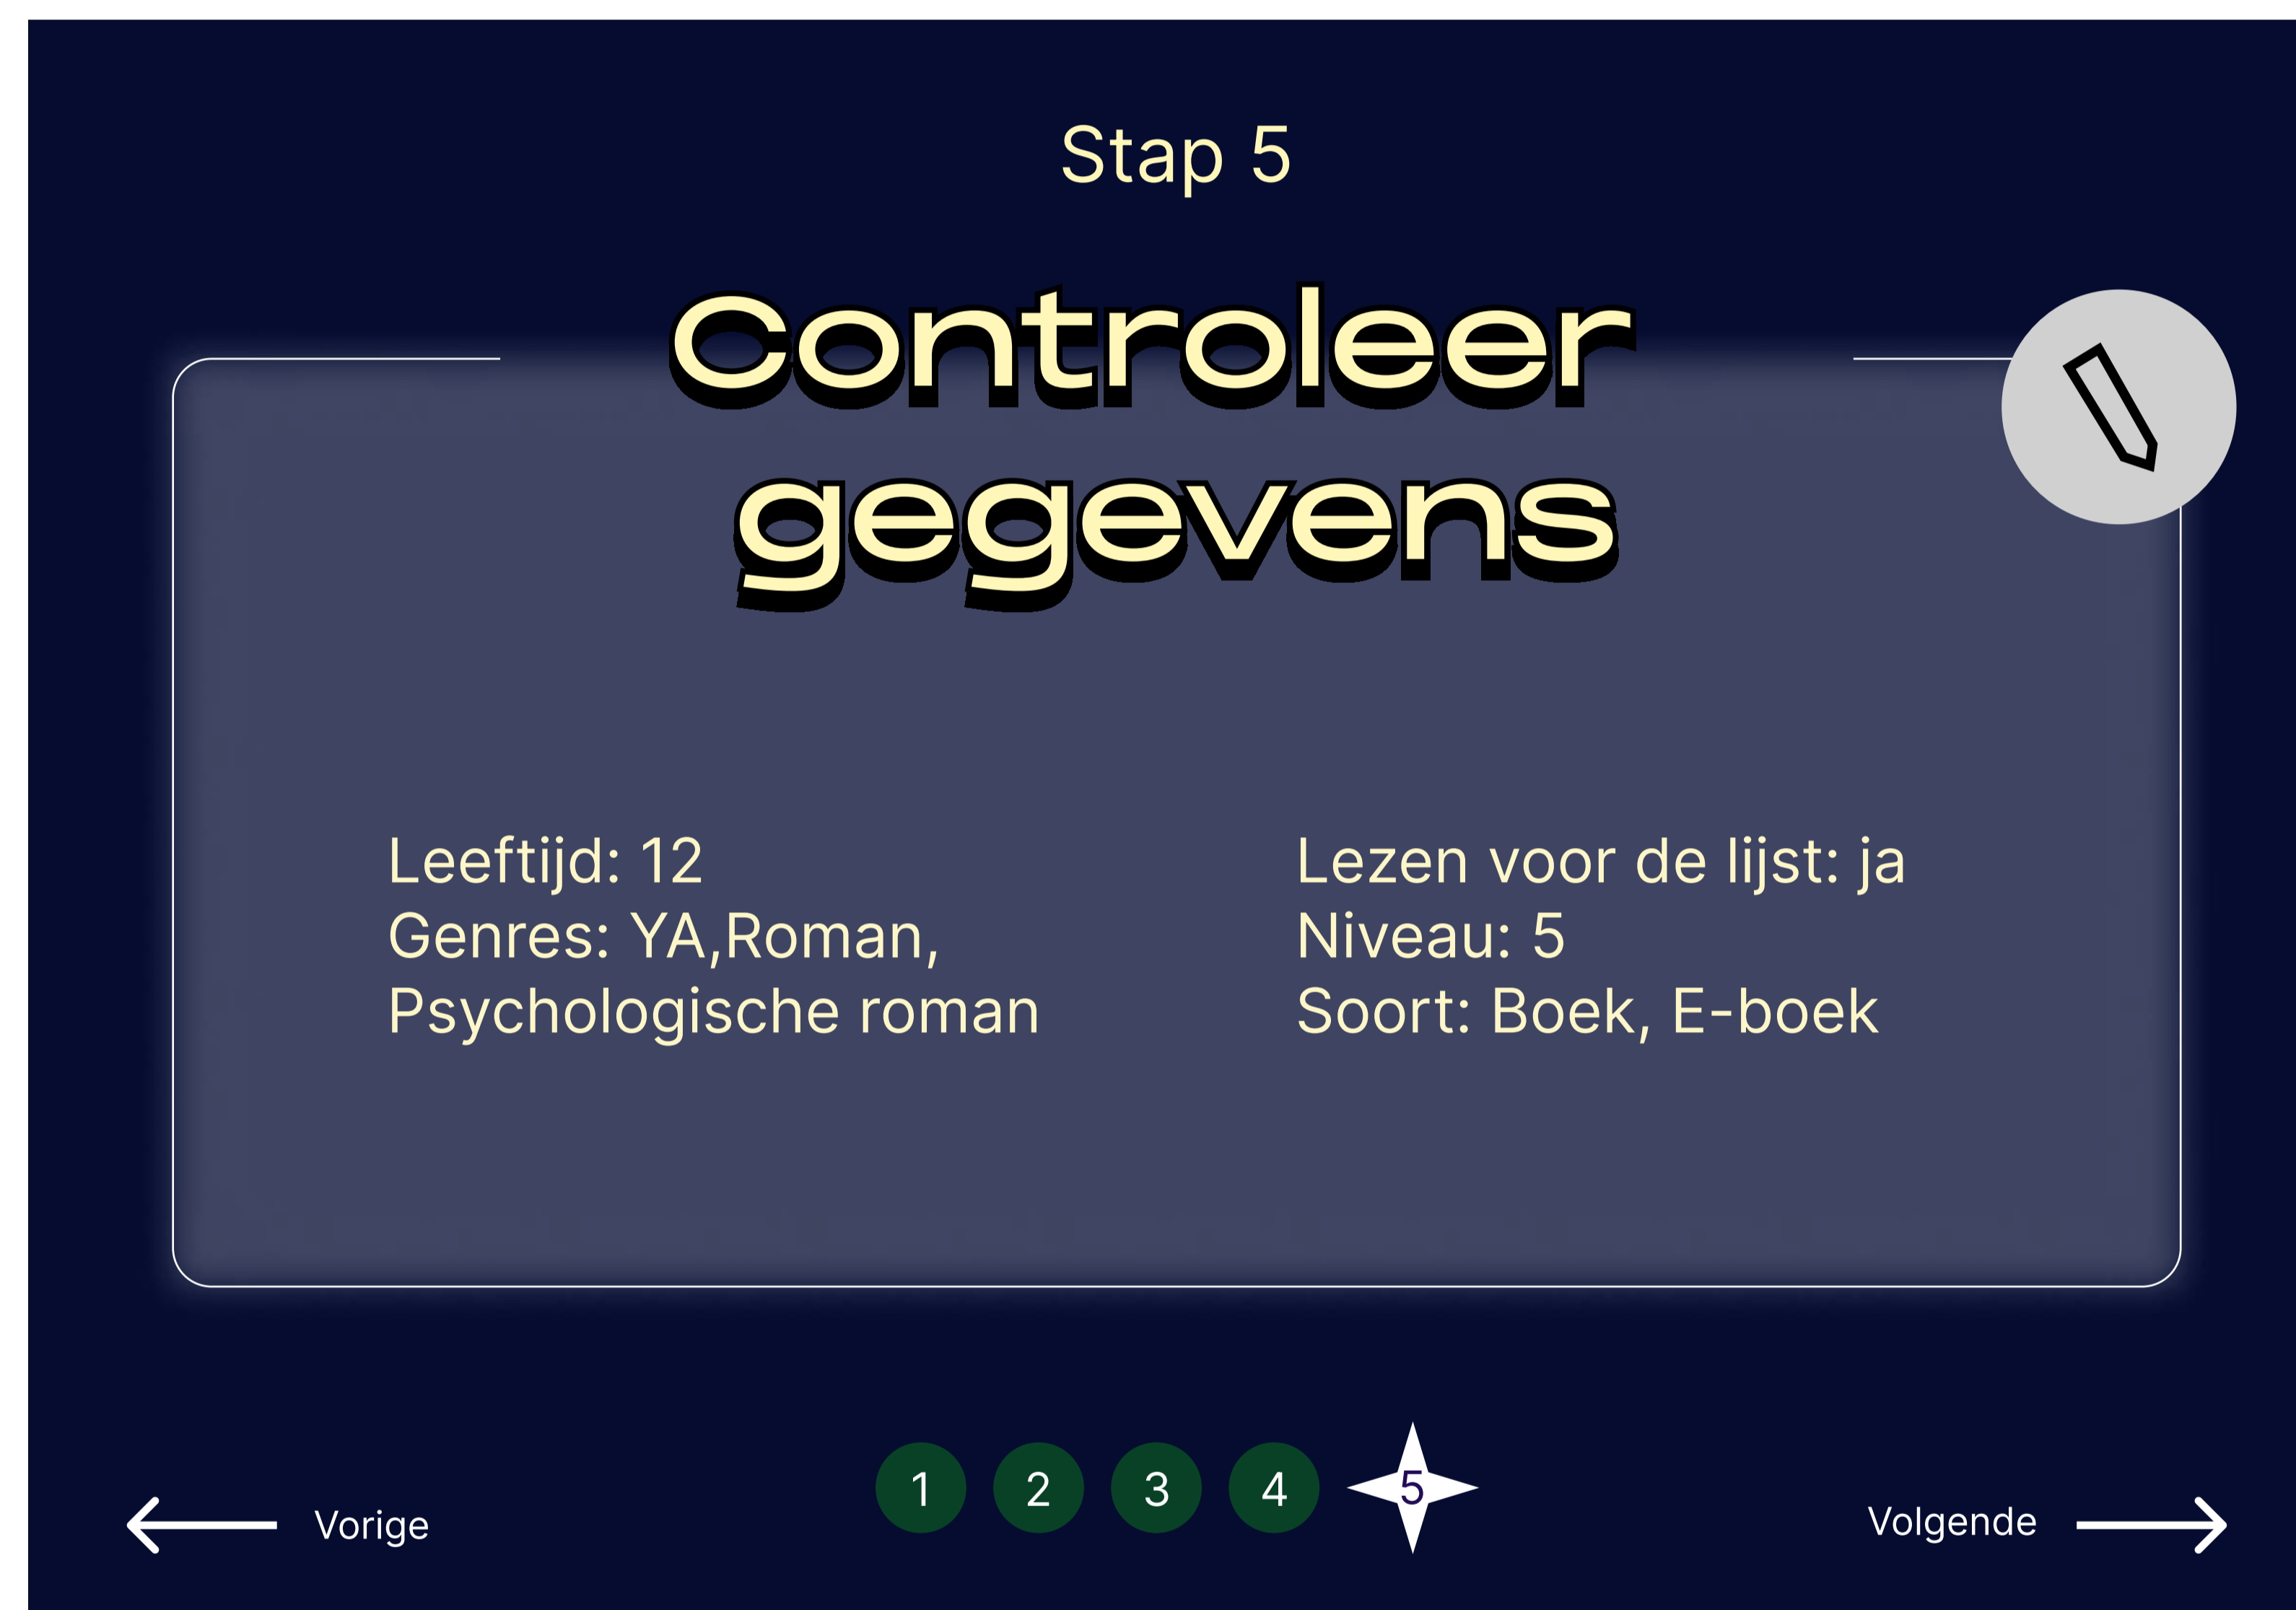 Stap 5
Controleer
gegevens
Leeftijd: 12
Genres: YA,Roman,
Psychologische roman
Lezen voor de lijst: ja
Niveau: 5
Soort: Boek, E-boek
Vorige
1 2 3 4 5
Volgende